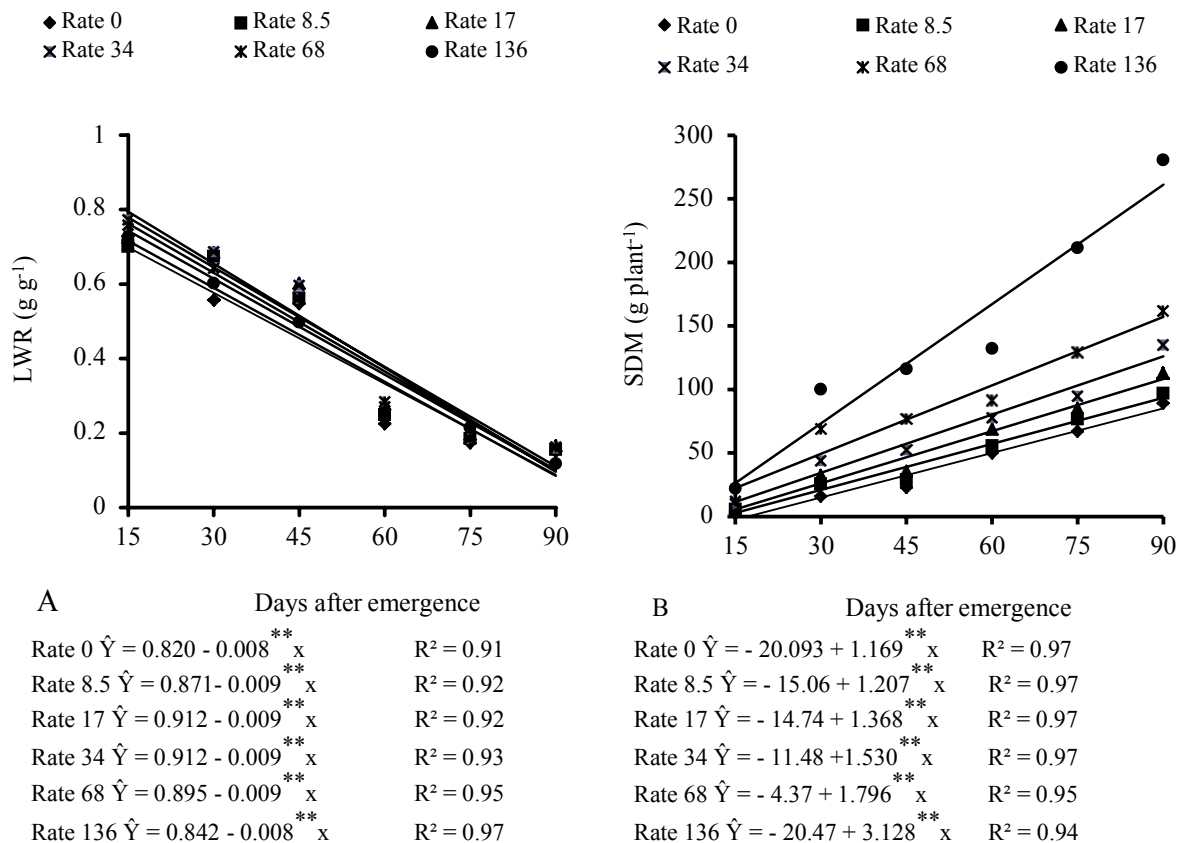 Rate 0 Rate 8.5 Rate 17
Rate 34 Rate 68 Rate 136
1
0.8
0.6
0.4
0.2
0
LWR (g g-1)
15 30 45 60 75 90
A Days after emergence
Rate 0 Ŷ = 0.820 - 0.008**x R² = 0.91
Rate 8.5 Ŷ = 0.871- 0.009**x R² = 0.92
Rate 17 Ŷ = 0.912 - 0.009**x R² = 0.92
Rate 34 Ŷ = 0.912 - 0.009**x R² = 0.93
Rate 68 Ŷ = 0.895 - 0.009**x R² = 0.95
Rate 136 Ŷ = 0.842 - 0.008**x R² = 0.97
Rate 0 Rate 8.5 Rate 17
Rate 34 Rate 68 Rate 136
300
250
200
150
100
50
0
SDM (g plant-1)
15 30 45 60 75 90
B Days after emergence
Rate 0 Ŷ = - 20.093 + 1.169**x R² = 0.97
Rate 8.5 Ŷ = - 15.06 + 1.207**x R² = 0.97
Rate 17 Ŷ = - 14.74 + 1.368**x R² = 0.97
Rate 34 Ŷ = - 11.48 +1.530**x R² = 0.97
Rate 68 Ŷ = - 4.37 + 1.796**x R² = 0.95
Rate 136 Ŷ = - 20.47 + 3.128**x R² = 0.94